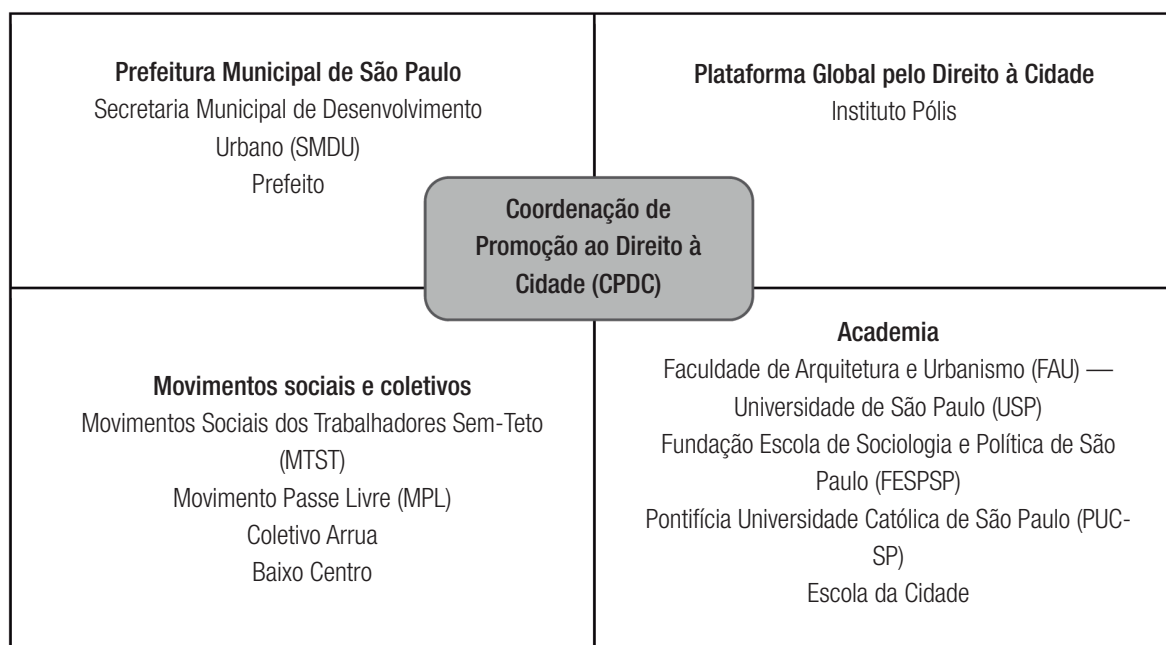 Prefeitura Municipal de São Paulo
Secretaria Municipal de Desenvolvimento
Urbano (SMDU)
Prefeito
Plataforma Global pelo Direito à Cidade
Instituto Pólis
Coordenação de
Promoção ao Direito à
Cidade (CPDC)
Movimentos sociais e coletivos
Movimentos Sociais dos Trabalhadores Sem-Teto
(MTST)
Movimento Passe Livre (MPL)
Coletivo Arrua
Baixo Centro
Academia
Faculdade de Arquitetura e Urbanismo (FAU) —
Universidade de São Paulo (USP)
Fundação Escola de Sociologia e Política de São
Paulo (FESPSP)
Pontifícia Universidade Católica de São Paulo (PUC-
SP)
Escola da Cidade